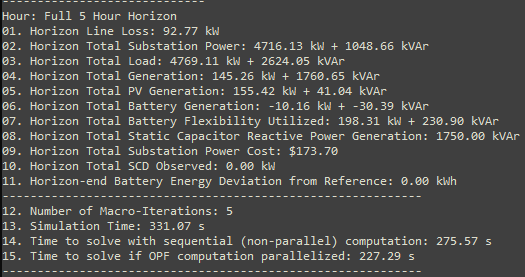 ------------------------------
Hour: Full 5 Hour Horizon
01. Horizon Line Loss: 92.77 kW
02. Horizon Total Substation Power: 4716.13 kW + 1048.66 kVAr
03. Horizon Total Load: 4769.11 kW + 2624.05 kVAr
04. Horizon Total Generation: 145.26 kW + 1760.65 kVAr
05. Horizon Total PV Generation: 155.42 kW + 41.04 kVAr
06. Horizon Total Battery Generation: -10.16 kW + -30.39 kVAr
07. Horizon Total Battery Flexibility Utilized: 198.31 kW + 230.90 kVAr
08. Horizon Total Static Capacitor Reactive Power Generation: 1750.00 kVAr
09. Horizon Total Substation Power Cost: $173.70
10. Horizon Total SCD Observed: 0.00 kW
11. Horizon-end Battery Energy Deviation from Reference: 0.00 kWh
------------------------------------------------------------
12. Number of Macro-Iterations: 5
13. Simulation Time: 331.07 s
14. Time to solve with sequential (non-parallel) computation: 275.57 s
15. Time to solve if OPF computation parallelized: 227.29 s
------------------------------------------------------------